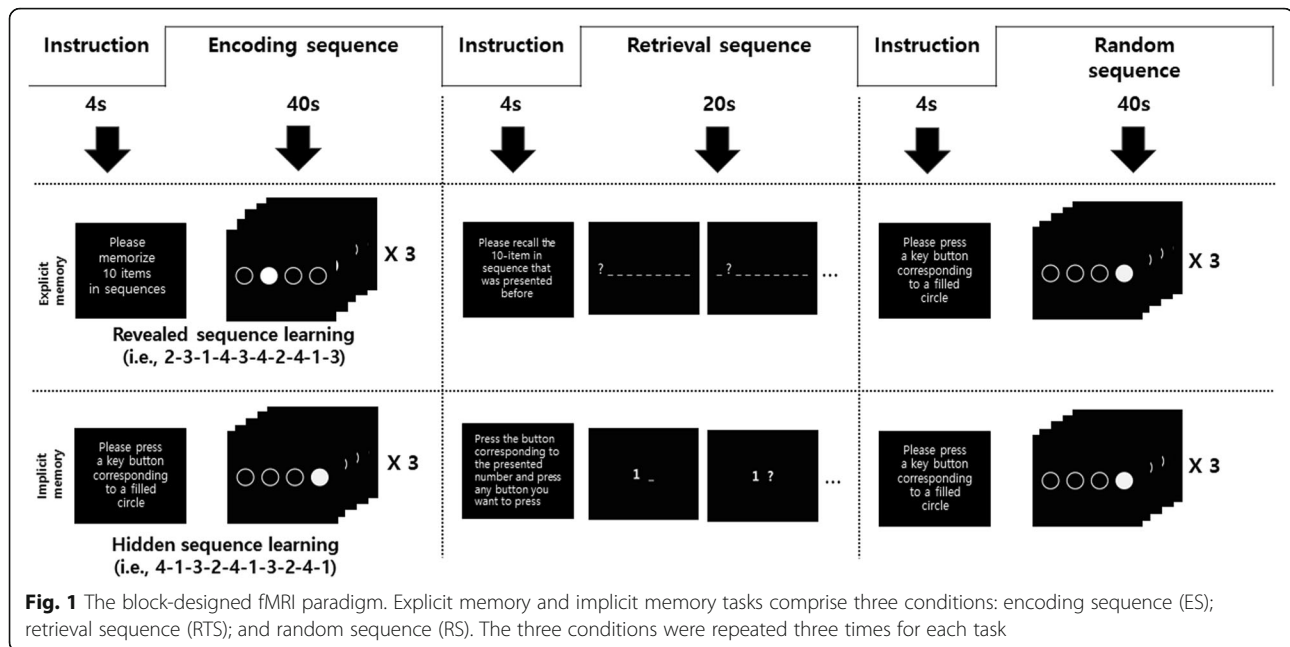 Instruction
Encoding sequence
Instruction
Retrieval sequence
Instruction
Random
sequence
4s
40s
4s
20s
4s
40s
Explicit
memory
Please
memorize
10 items
in sequences
X 3
Revealed sequence learning
(i.e., 2-3-1-4-3-4-2-4-1-3)
Please recall the
10-item in
sequence that
was presented
before
? _ _ _ _ _ _ _ _ _
_ ? _ _ _ _ _ _ _ _
...
Please press
a key button
corresponding
to a filled
circle
X 3
Implicit
memory
Please press
a key button
corresponding
to a filled
circle
X 3
Hidden sequence learning
(i.e., 4-1-3-2-4-1-3-2-4-1)
Press the button
corresponding to
the presented
number and press
any button you
want to press
1 _
1 ?
...
Please press
a key button
corresponding
to a filled
circle
X 3
Fig. 1 The block-designed fMRI paradigm. Explicit memory and implicit memory tasks comprise three conditions: encoding sequence (ES);
retrieval sequence (RTS); and random sequence (RS). The three conditions were repeated three times for each task